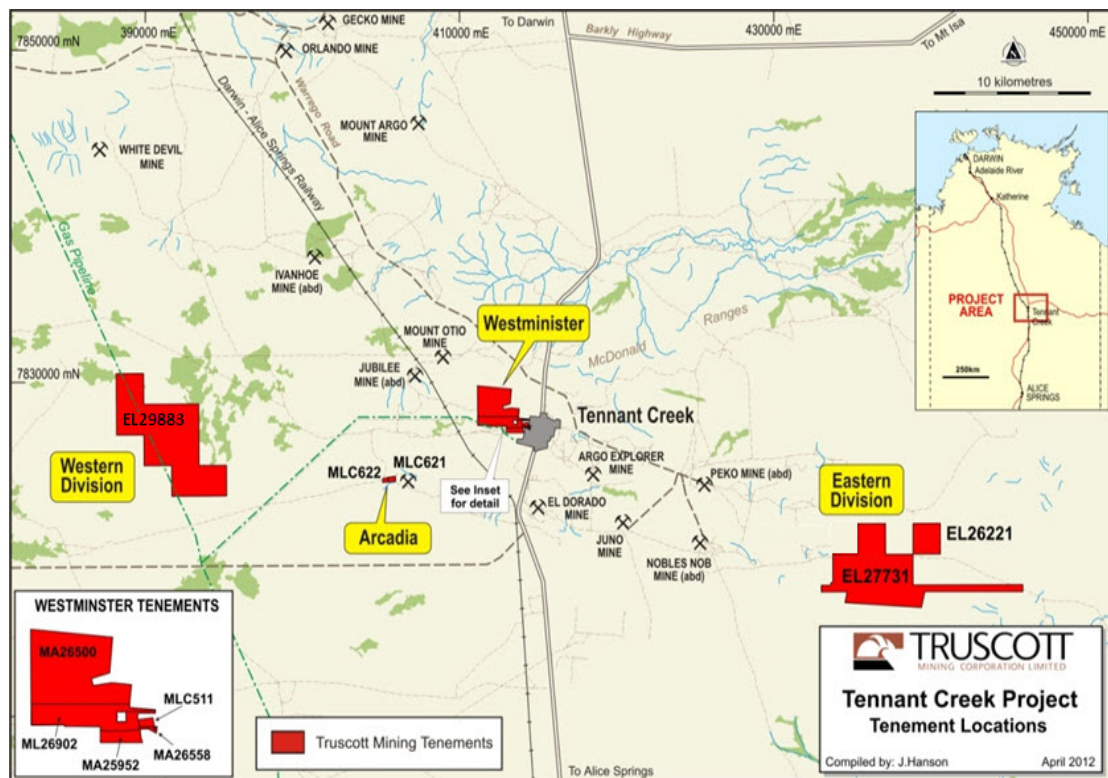 390000 mE
GECKO MINE
410000 mE
To Darwin
Barkly Highway
430000 mE
To Mt Isa
450000 mE
7850000 mN
ORLANDO MINE
Warrego Road
Darwin - Alice Springs Railway
10 kilometres
MOUNT ARGO
MINE
WHITE DEVIL
MINE
DARWIN
Adelaide River
Katherine
PROJECT
AREA
Tennant
Creek
250km
ALICE
SPRINGS
Gas Pipeline
IVANHOE
MINE (abd)
Westminister
Ranges
McDonald
MOUNT OTIO
MINE
JUBILEE
MINE (abd)
7830000 mN
EL29883
Western
Division
Tennant Creek
MLC622
MLC621
Arcadia
See Inset
for detail
ARGO EXPLORER
MINE
PEKO MINE (abd)
EL DORADO
MINE
JUNO
MINE
NOBLES NOB
MINE (abd)
Eastern
Division
EL26221
EL27731
WESTMINSTER TENEMENTS
MA26500
MLC511
ML26902
MA25952
MA26558
Truscott Mining Tenements
To Alice Springs
TRUSCOTT
MINING CORPORATION LIMITED
Tennant Creek Project
Tenement Locations
Compiled by: J.Hanson
April 2012